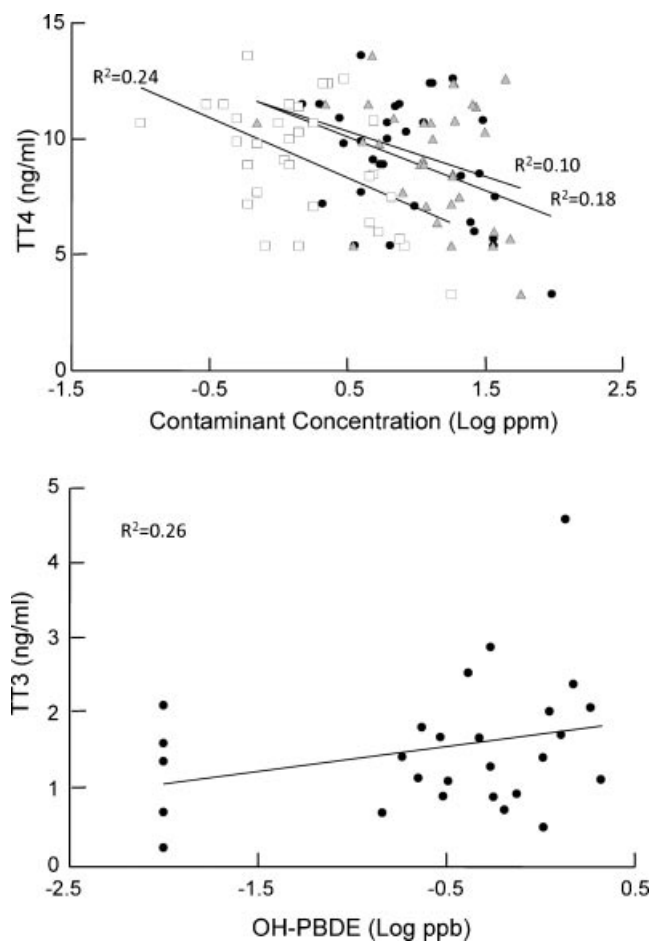 15
R²=0.24
10
TT4 (ng/ml)
R²=0.10
R²=0.18
5
0
-1.5 -0.5 0.5 1.5 2.5
Contaminant Concentration (Log ppm)
5
R²=0.26
4
3
TT3 (ng/ml)
2
1
0
-2.5 -1.5 -0.5 0.5
OH-PBDE (Log ppb)